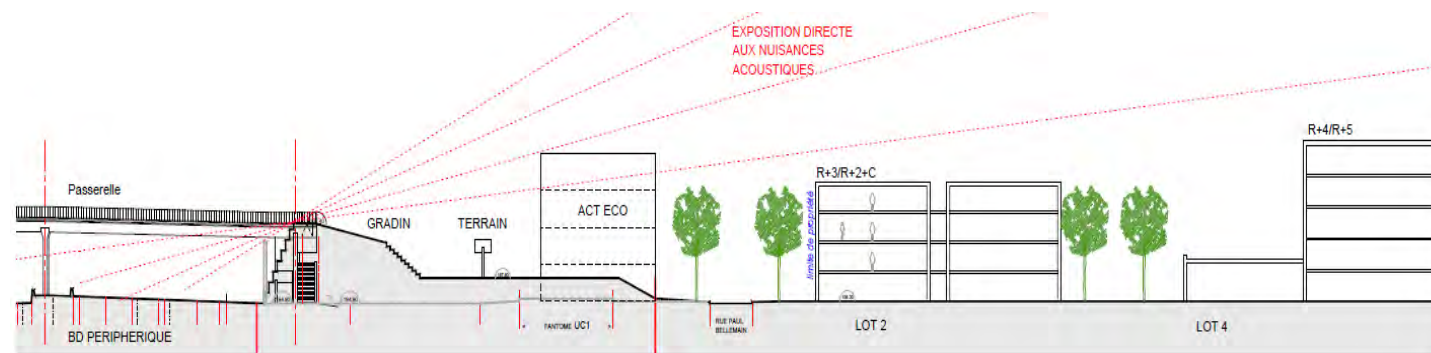 EXPOSITION DIRECTE
AUX NUISANCES
ACOUSTIQUES
R+4/R+5
R+3/R+2+C
Passerelle
GRADIN
TERRAIN
ACT ECO
limite de propriété
BD PERIPHERIQUE
FANTOME UC1
RUE PAUL
BELLEMAIN
LOT 2
LOT 4